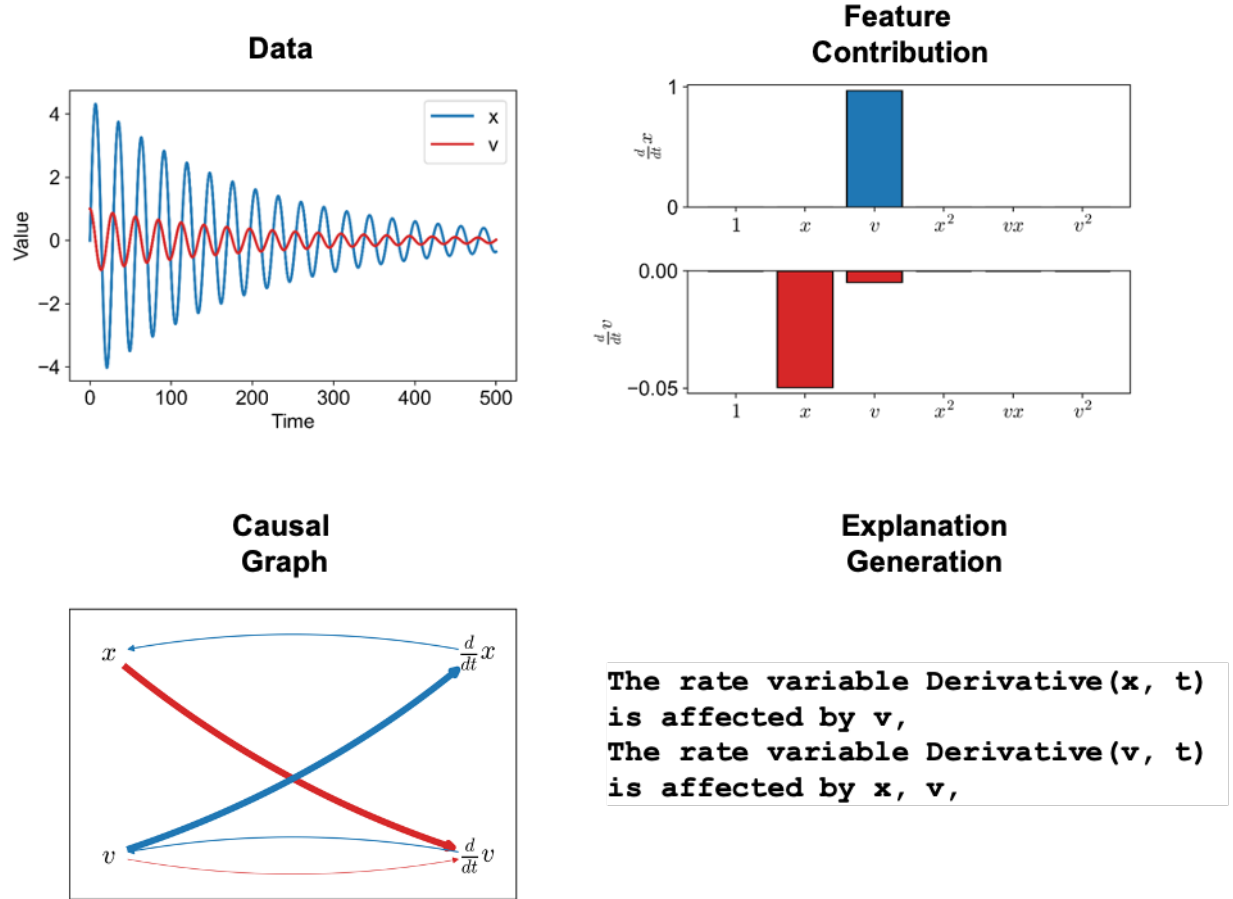 Data
4
2
0
−2
−4
Value
x
v
0 100 200 300 400 500
Time
Feature
Contribution
1
0
d/dt x
1 x v x² vx v²
0.00
−0.05
d/dt v
1 x v x² vx v²
Causal
Graph
x
d/dt x
v
d/dt v
Explanation
Generation
The rate variable Derivative(x, t)
is affected by v,
The rate variable Derivative(v, t)
is affected by x, v,